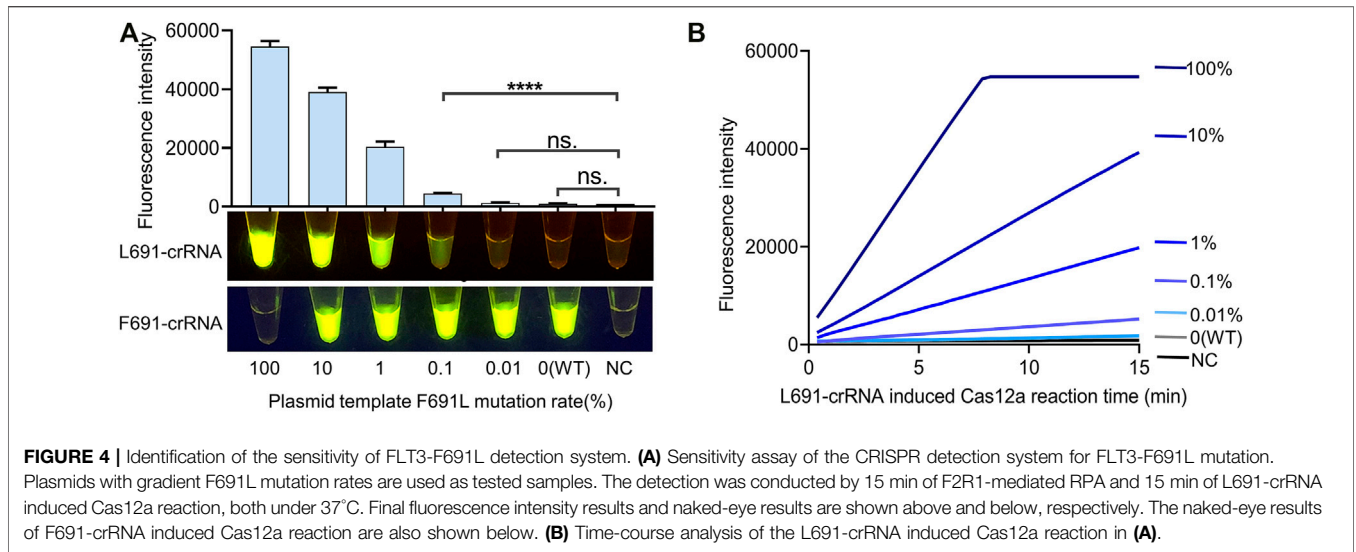 A
Fluorescence intensity
60000
40000
20000
0
****
ns.
ns.
L691-crRNA
F691-crRNA
100 10 1 0.1 0.01 0(WT) NC
Plasmid template F691L mutation rate(%)
B
Fluorescence intensity
60000
40000
20000
0
0 5 10 15
L691-crRNA induced Cas12a reaction time (min)
100%
10%
1%
0.1%
0.01%
0(WT)
NC
FIGURE 4 | Identification of the sensitivity of FLT3-F691L detection system. (A) Sensitivity assay of the CRISPR detection system for FLT3-F691L mutation.
Plasmids with gradient F691L mutation rates are used as tested samples. The detection was conducted by 15 min of F2R1-mediated RPA and 15 min of L691-crRNA
induced Cas12a reaction, both under 37°C. Final fluorescence intensity results and naked-eye results are shown above and below, respectively. The naked-eye results
of F691-crRNA induced Cas12a reaction are also shown below. (B) Time-course analysis of the L691-crRNA induced Cas12a reaction in (A).